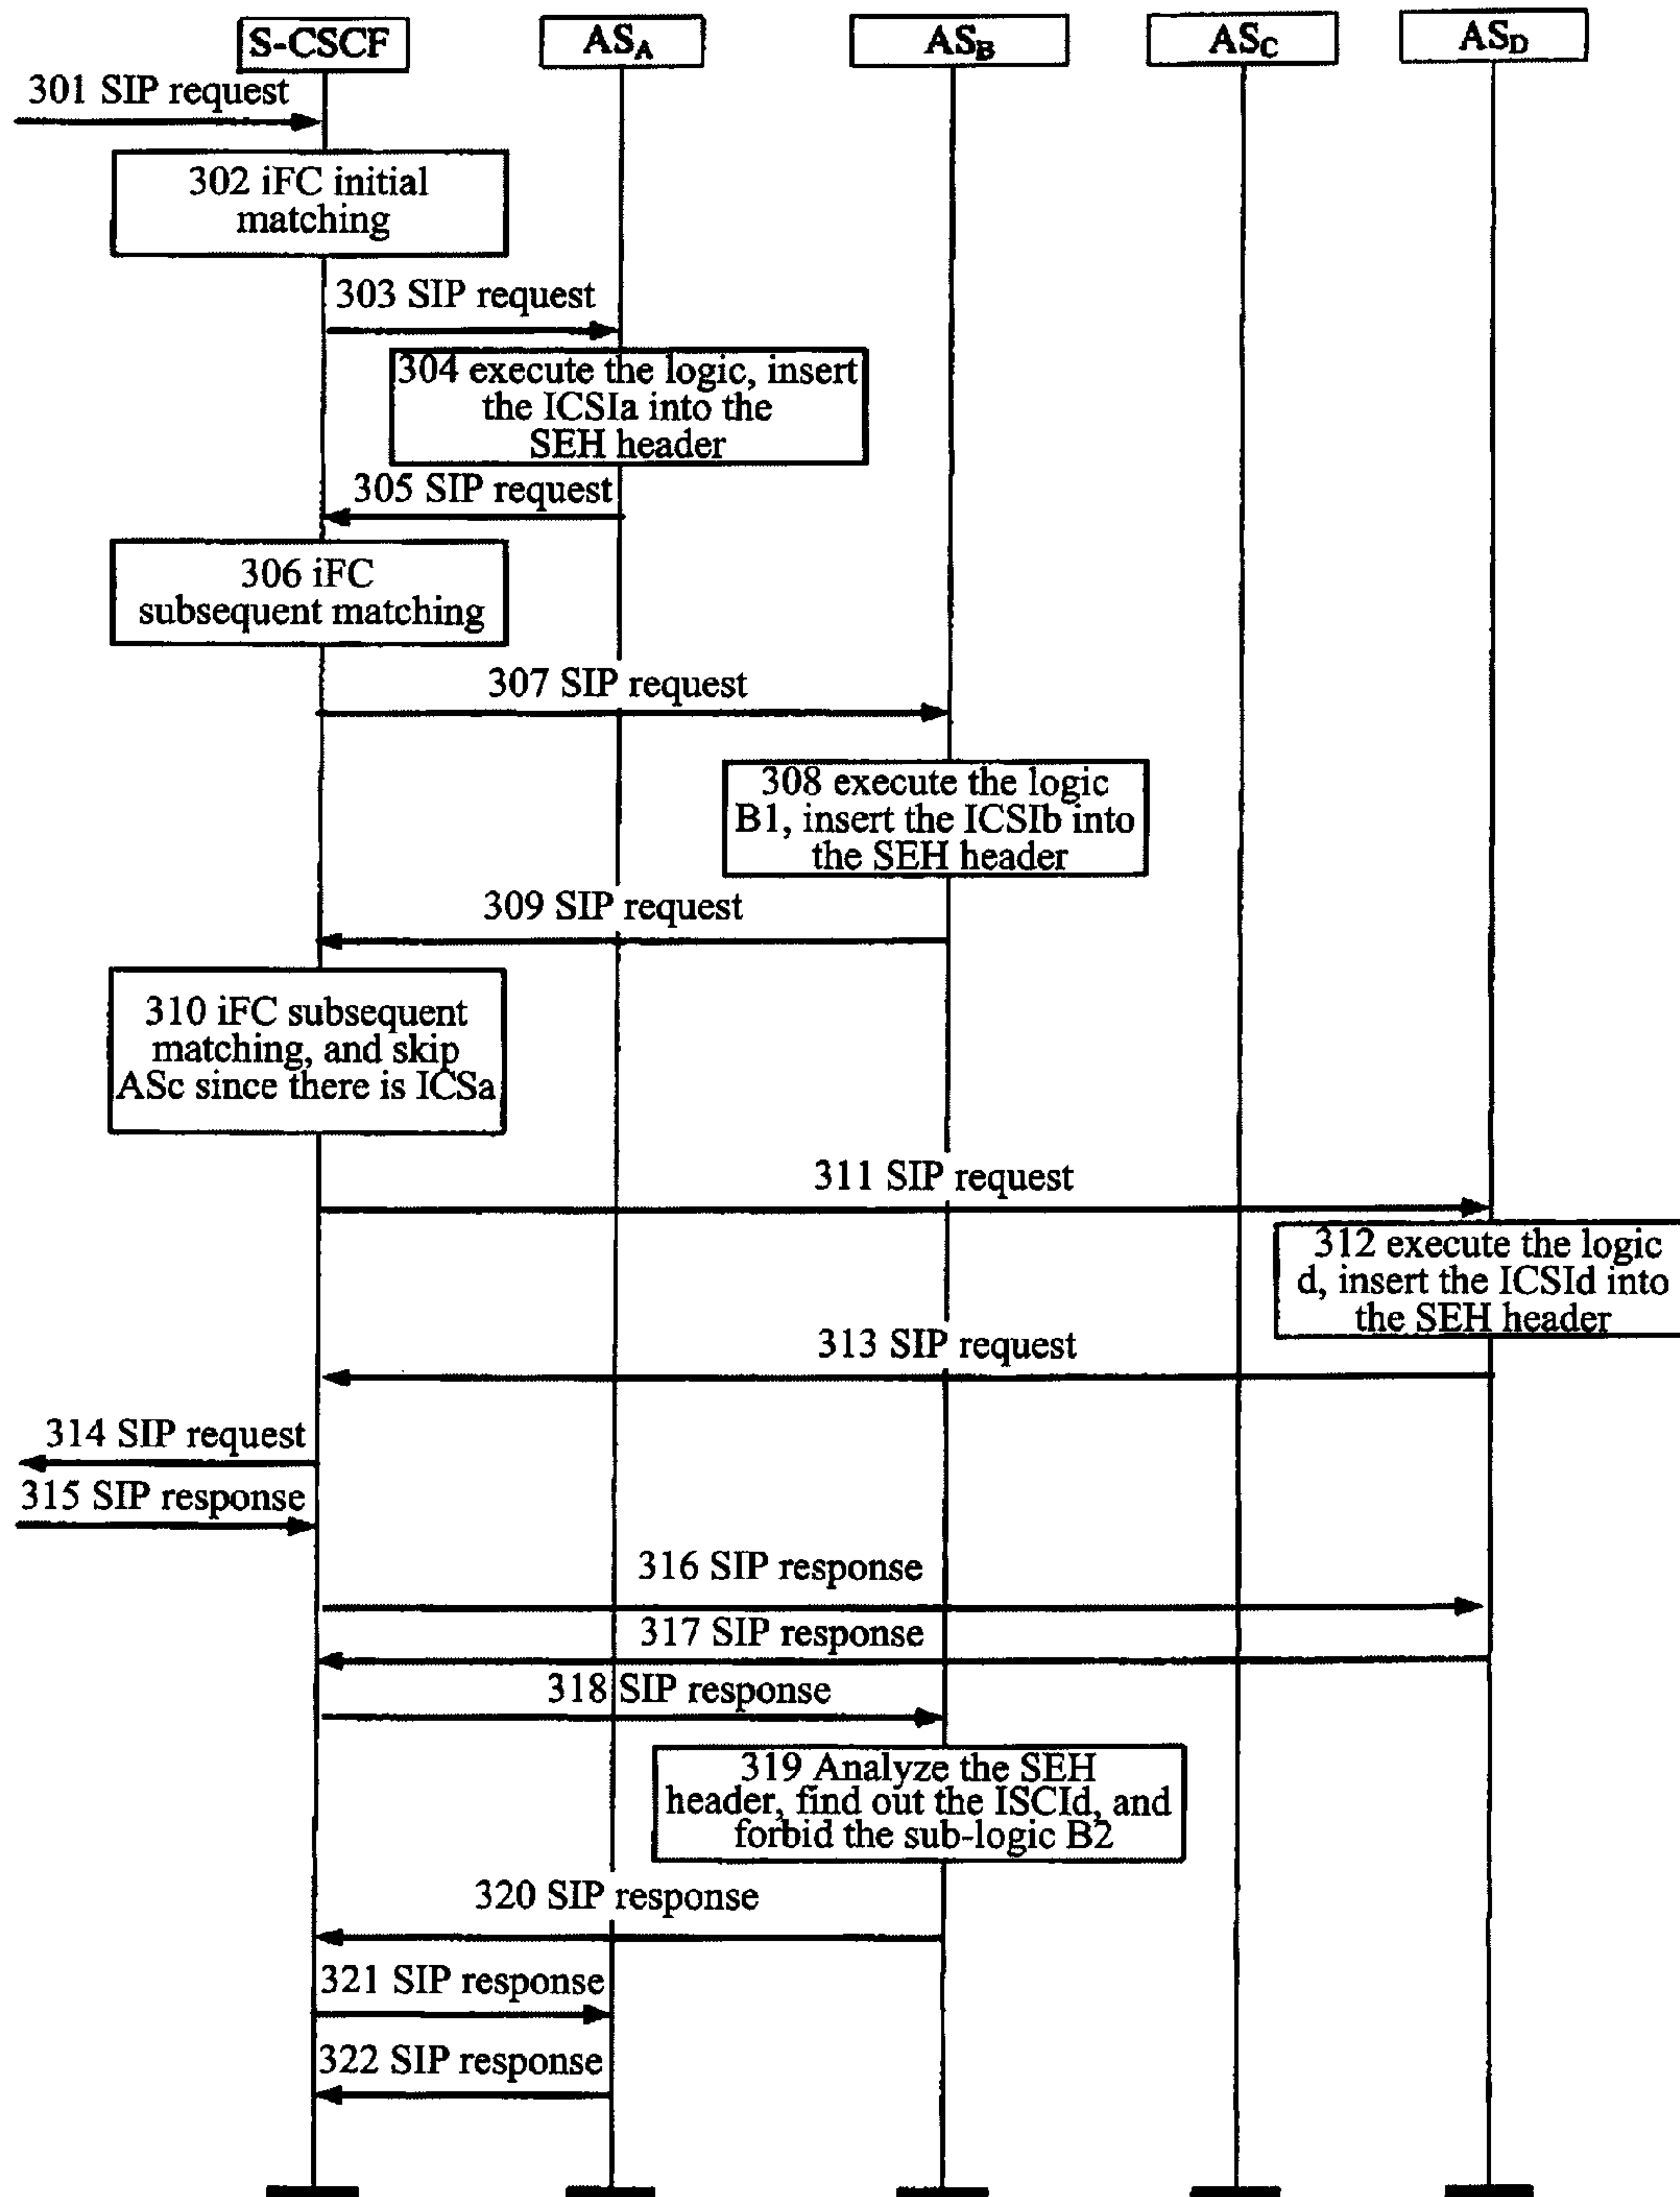 S-CSCF
ASA
ASB
ASC
ASD
301 SIP request
302 iFC initial
matching
303 SIP request
304 execute the logic, insert
the ICSIa into the
SEH header
305 SIP request
306 iFC
subsequent matching
307 SIP request
308 execute the logic
B1, insert the ICSIb into
the SEH header
309 SIP request
310 iFC subsequent
matching, and skip
ASc since there is ICSa
311 SIP request
312 execute the logic
d, insert the ICSId into
the SEH header
313 SIP request
314 SIP request
315 SIP response
316 SIP response
317 SIP response
318 SIP response
319 Analyze the SEH
header, find out the ISCId, and
forbid the sub-logic B2
320 SIP response
321 SIP response
322 SIP response